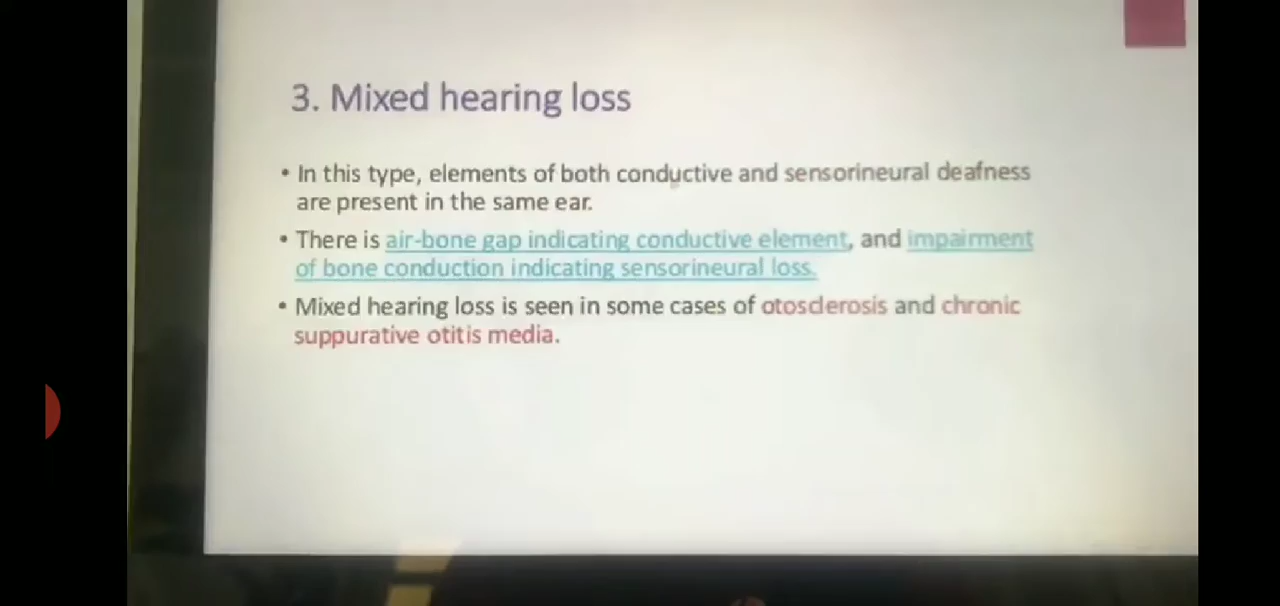 3. Mixed hearing loss
• In this type, elements of both conductive and sensorineural deafness
are present in the same ear.
• There is air-bone gap indicating conductive element, and impairment
of bone conduction indicating sensorineural loss.
• Mixed hearing loss is seen in some cases of otosclerosis and chronic
suppurative otitis media.